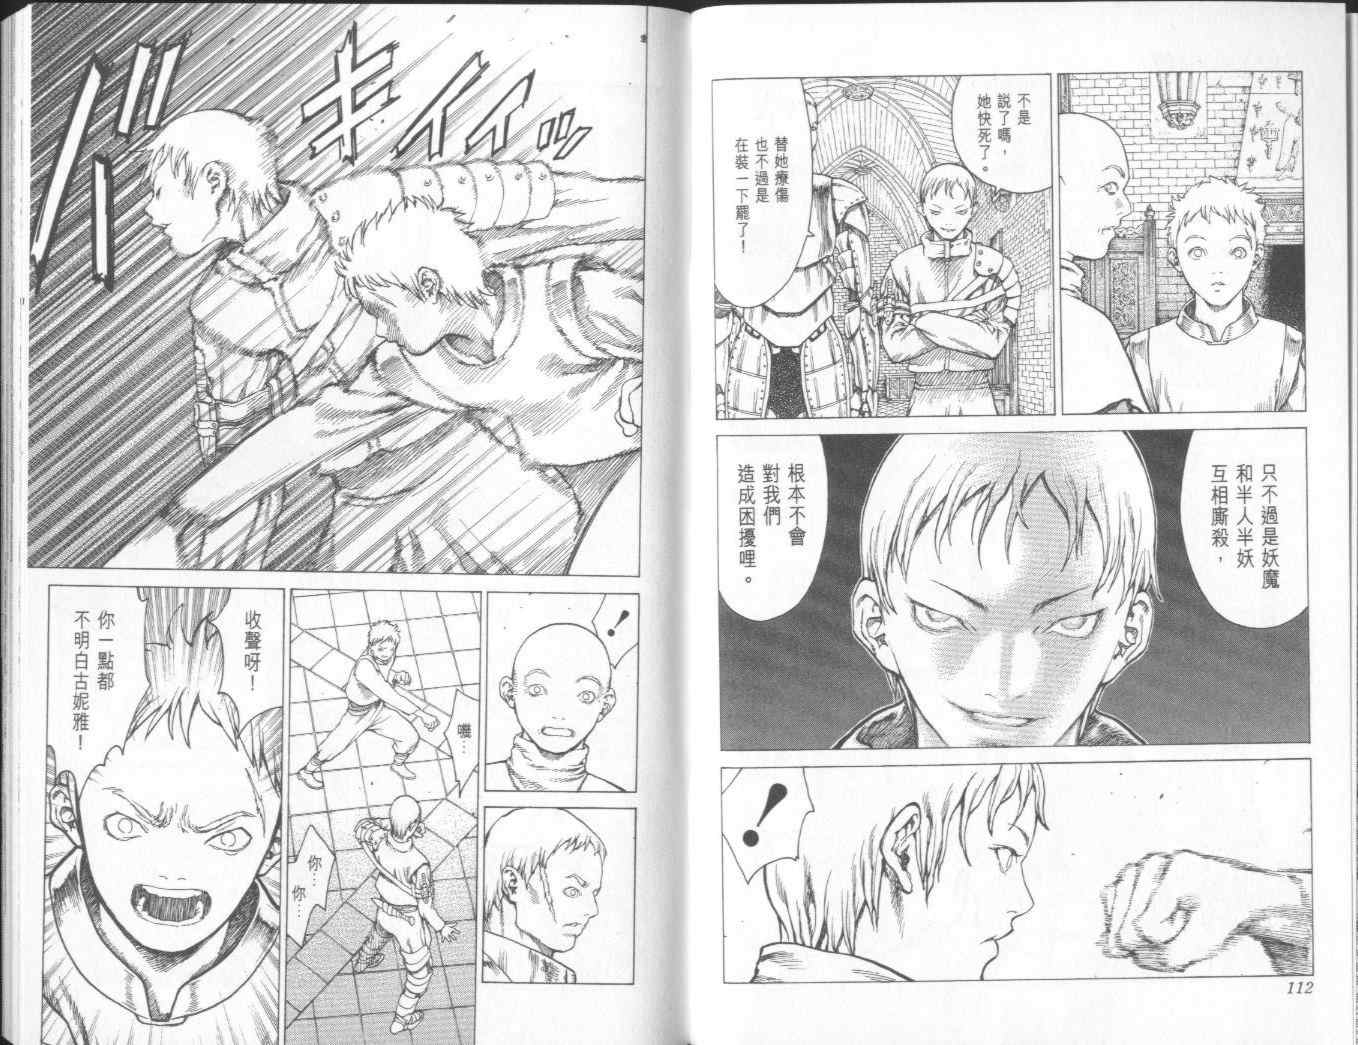 不是
說了嗎，
她快死了。
替她療傷
也不過是
在裝一下罷了！
只不過是妖魔
和半人半妖
互相廝殺，
根本不會
對我們
造成困擾哩。
！
112
バキィィッ
！
嘰…
你…
你…
收聲呀！
你一點都
不明白古妮雅！